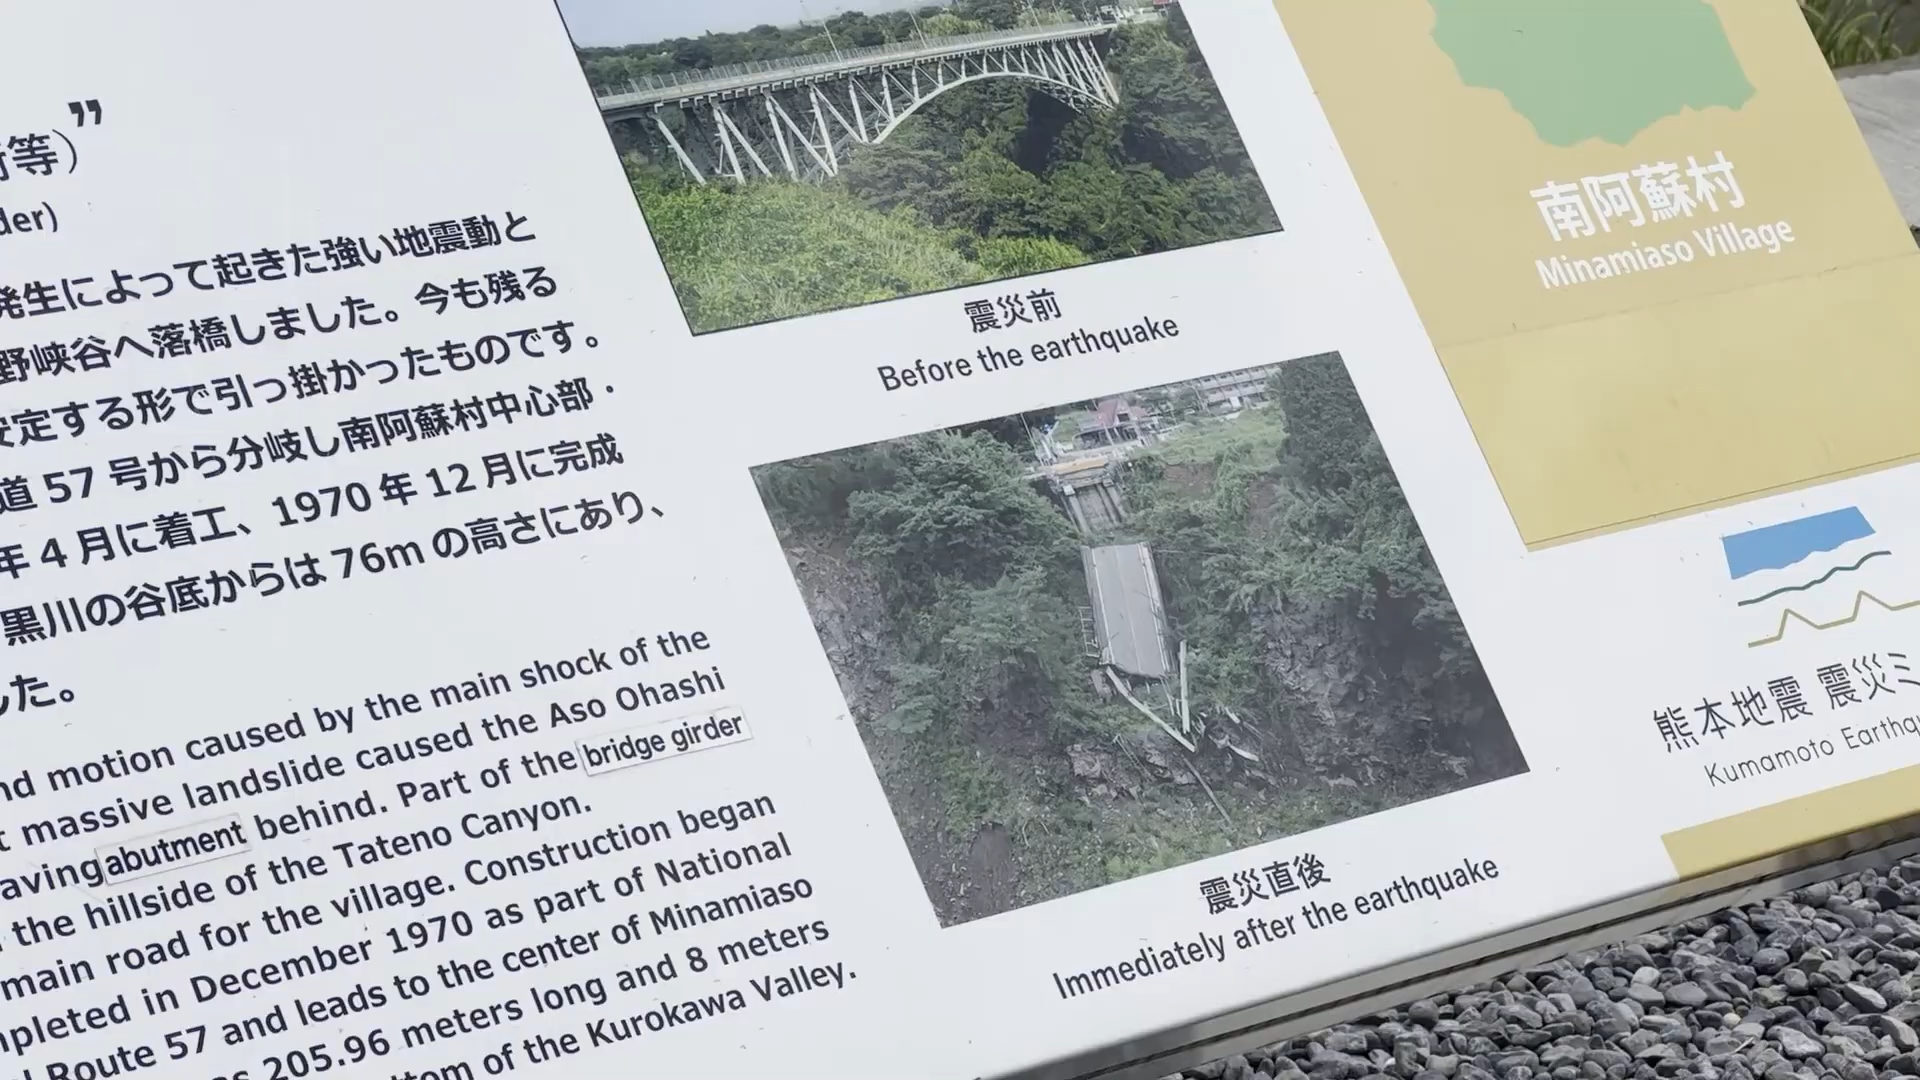 等）”
der)
発生によって起きた強い地震動と
野峡谷へ落橋しました。今も残る
安定する形で引っ掛かったものです。
道 57 号から分岐し南阿蘇村中心部・
年 4 月に着工、1970 年 12 月に完成
黒川の谷底からは 76m の高さにあり、
した。
motion caused by the main shock of the
massive landslide caused the Aso Ohashi
abutment behind. Part of the bridge girder
the hillside of the Tateno Canyon.
main road for the village. Construction began
in December 1970 as part of National
Route 57 and leads to the center of Minamiaso
205.96 meters long and 8 meters
of the Kurokawa Valley.
震災前
Before the earthquake
震災直後
Immediately after the earthquake
南阿蘇村
Minamiaso Village
熊本地震 震災ミ
Kumamoto